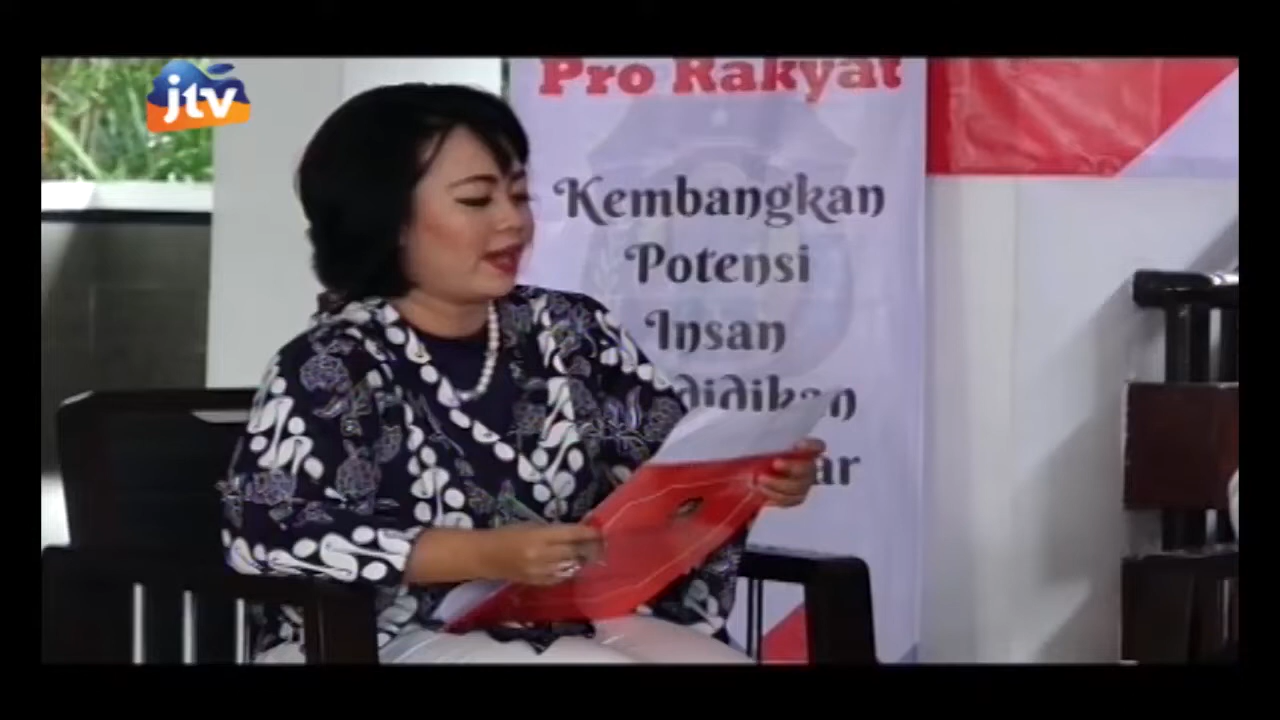 jtv
Pro Rakyat
Kembangkan
Potensi
Insan